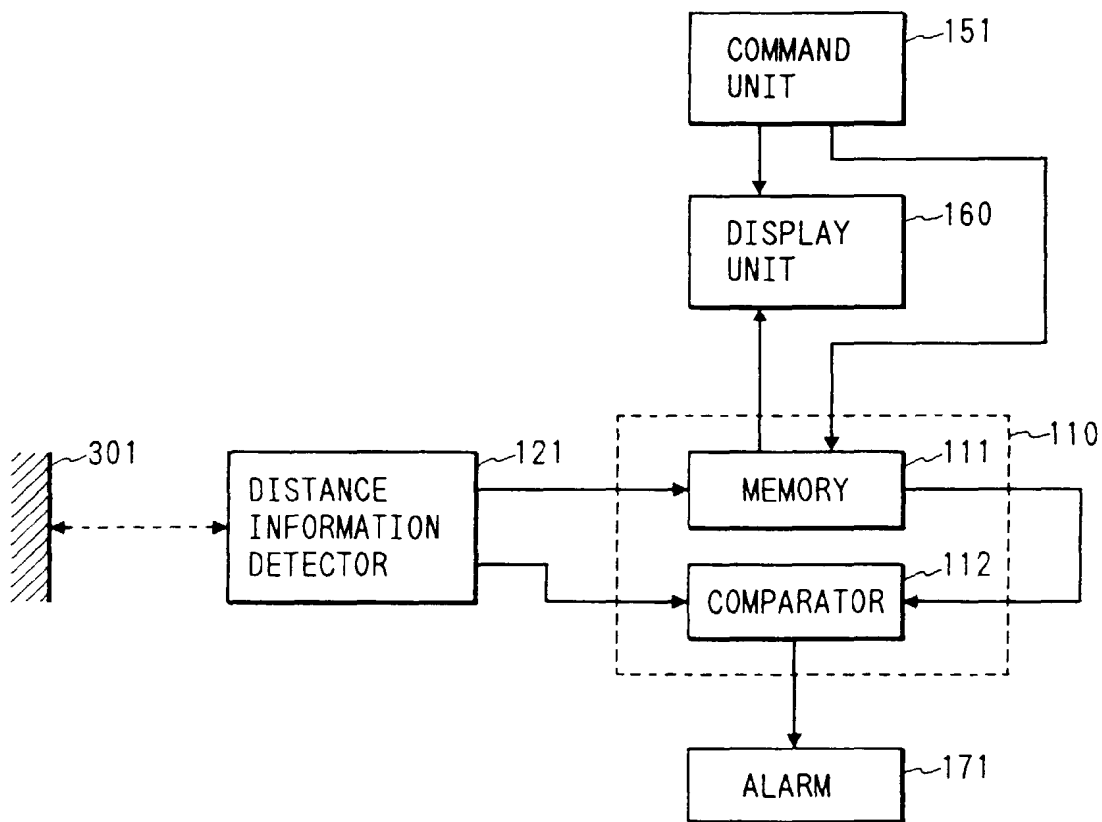 COMMAND
UNIT
151
DISPLAY
UNIT
160
110
301
DISTANCE
INFORMATION
DETECTOR
121
MEMORY
111
COMPARATOR
112
ALARM
171